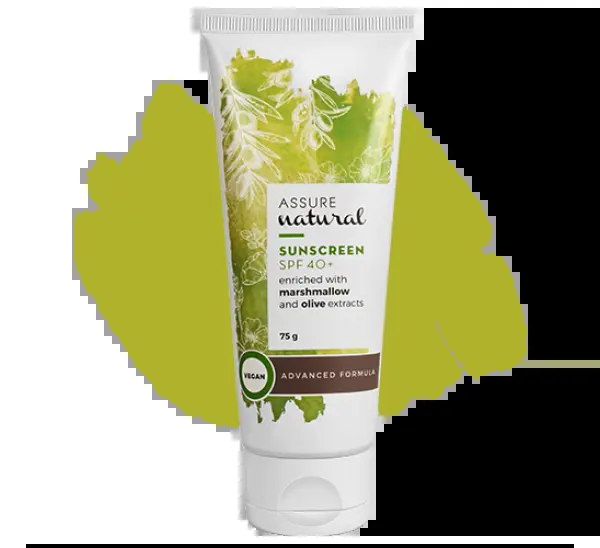 ASSURE
natural
SUNSCREEN
SPF 40+
enriched with
marshmallow
and olive extracts
75 g
VEGAN
ADVANCED FORMULA